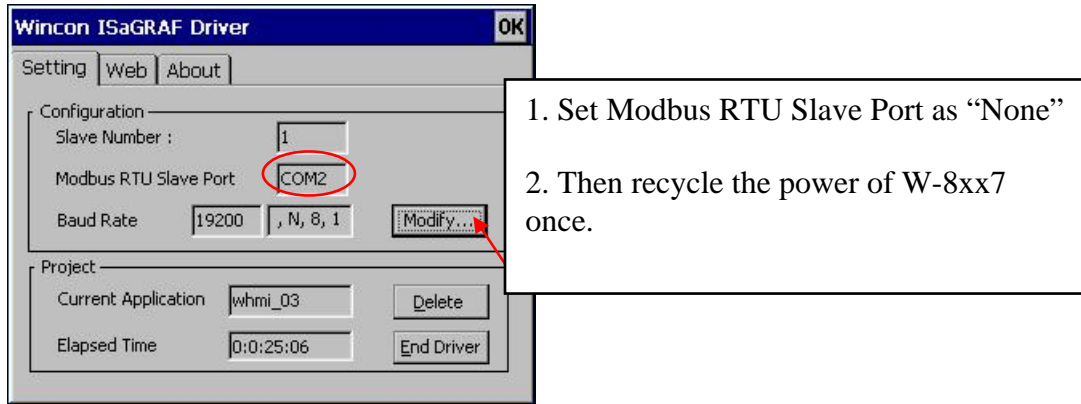 Wincon ISaGRAF Driver OK
Setting Web About
Configuration
Slave Number : 1
Modbus RTU Slave Port COM2
Baud Rate 19200 , N, 8, 1 Modify...
Project
Current Application whmi_03 Delete
Elapsed Time 0:0:25:06 End Driver
1. Set Modbus RTU Slave Port as “None”
2. Then recycle the power of W-8xx7
once.